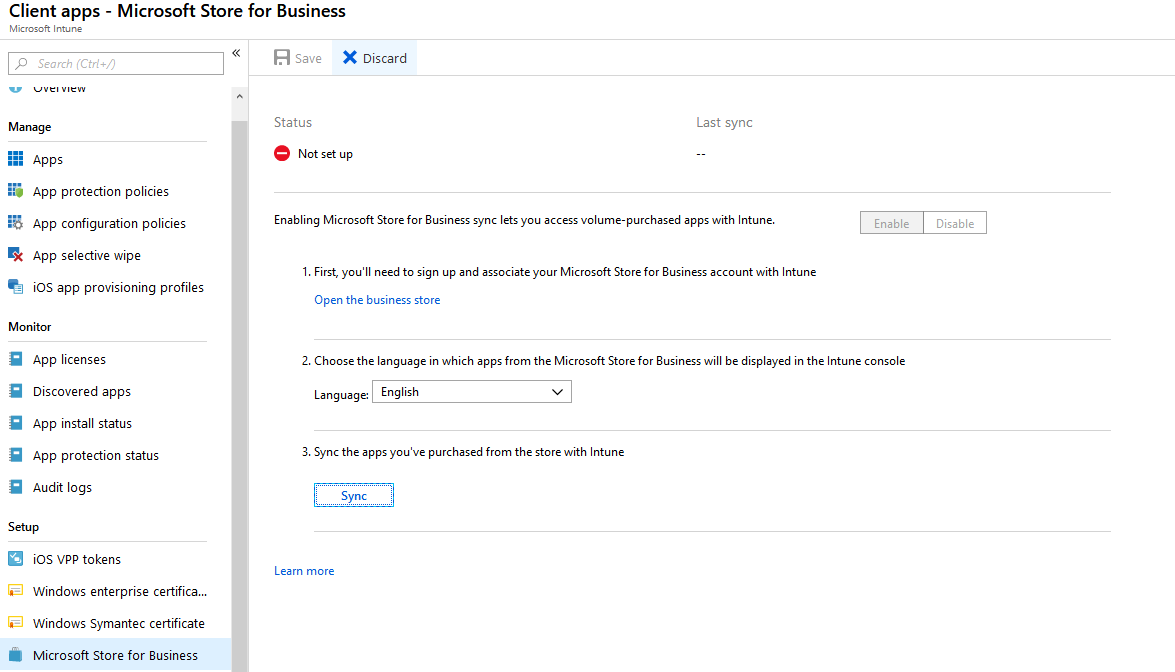 Client apps - Microsoft Store for Business
Microsoft Intune
Search (Ctrl+/)
«
Save
Discard
Overview
Manage
Apps
App protection policies
App configuration policies
App selective wipe
iOS app provisioning profiles
Monitor
App licenses
Discovered apps
App install status
App protection status
Audit logs
Setup
iOS VPP tokens
Windows enterprise certifica...
Windows Symantec certificate
Microsoft Store for Business
Status
Last sync
Not set up
--
Enabling Microsoft Store for Business sync lets you access volume-purchased apps with Intune.
Enable
Disable
1. First, you'll need to sign up and associate your Microsoft Store for Business account with Intune
Open the business store
2. Choose the language in which apps from the Microsoft Store for Business will be displayed in the Intune console
Language: English
3. Sync the apps you've purchased from the store with Intune
Sync
Learn more